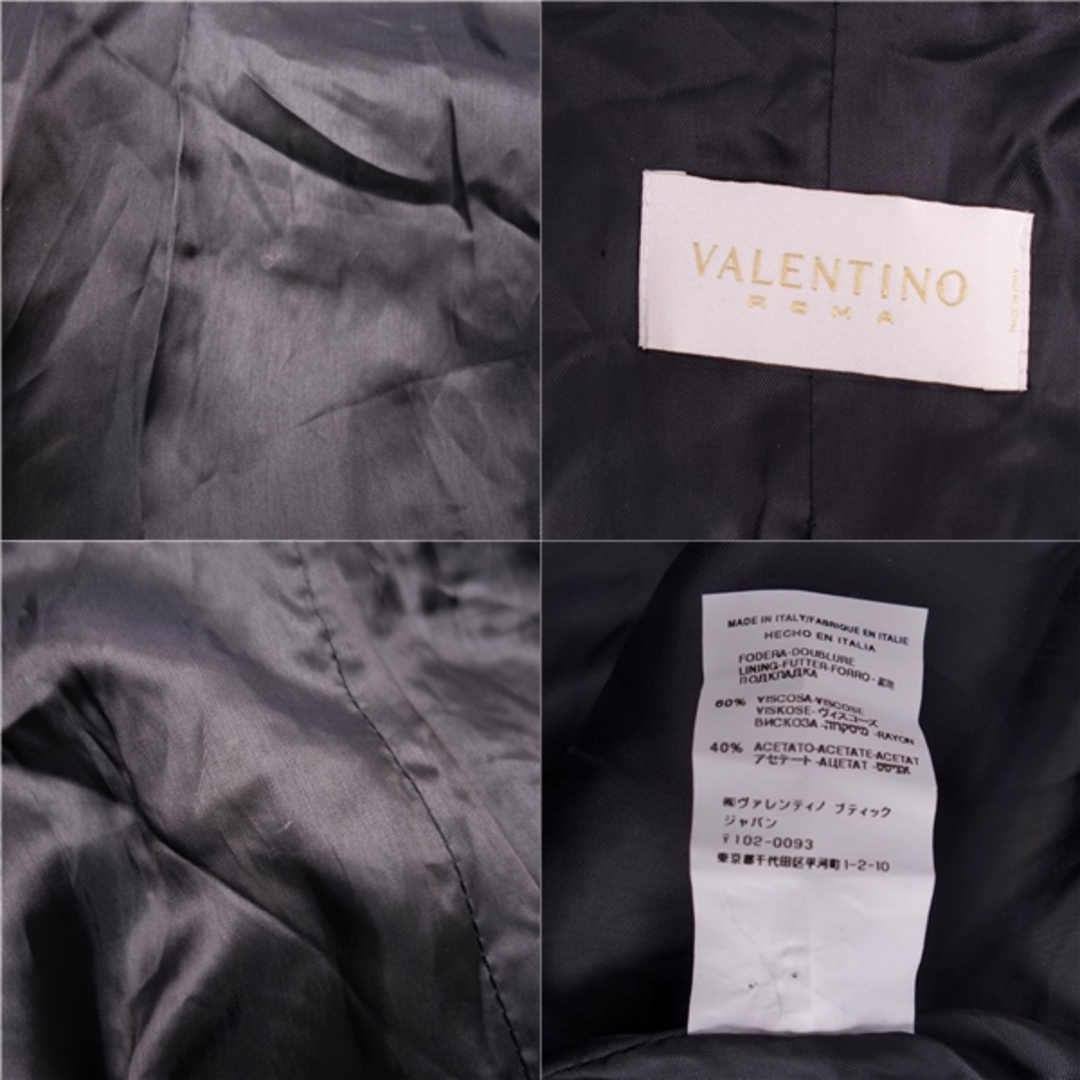 VALENTINO
ROMA
MADE IN ITALY
MADE IN ITALY/FABRIQUE EN ITALIE
HECHO EN ITALIA
FODERA-DOUBLURE
LINING-FUTTER-FORRO-
ПОДКЛАДКА
60% VISCOSA-VISCOSE
VISKOSE-ヴィスコース
ВИСКОЗА -RAYON
40% ACETATO-ACETATE-ACETAT
アセテート-АЦЕТАТ
㈱ヴァレンティノ ブティック
ジャパン
〒102-0093
東京都千代田区平河町1-2-10